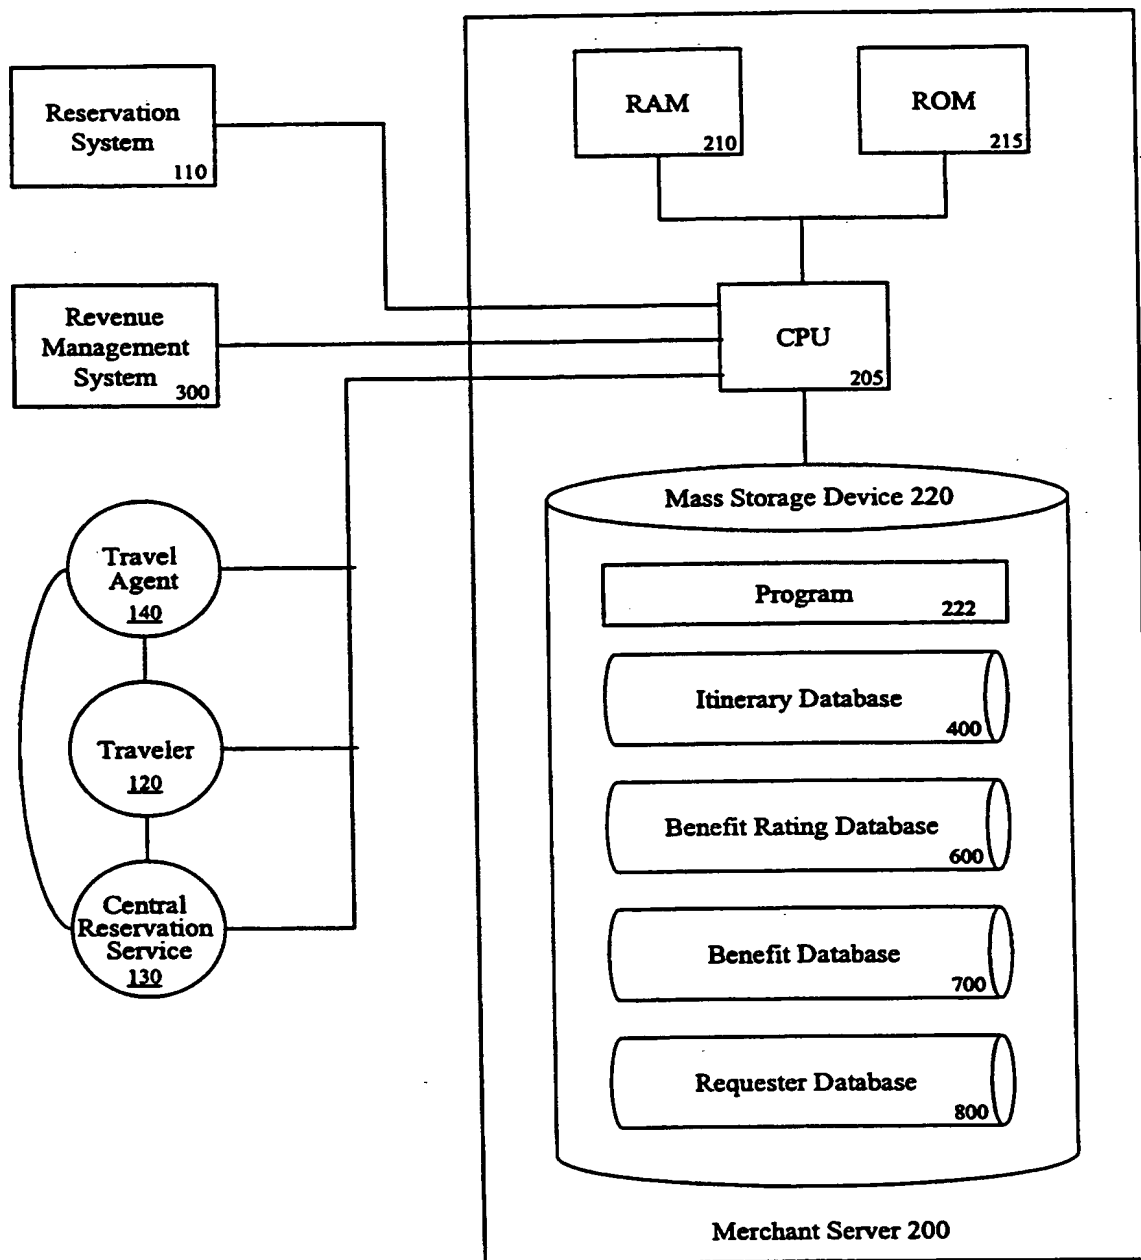 Reservation
System
110
Revenue
Management
System
300
Travel
Agent
140
Traveler
120
Central
Reservation
Service
130
RAM
210
ROM
215
CPU
205
Mass Storage Device 220
Program
222
Itinerary Database
400
Benefit Rating Database
600
Benefit Database
700
Requester Database
800
Merchant Server 200